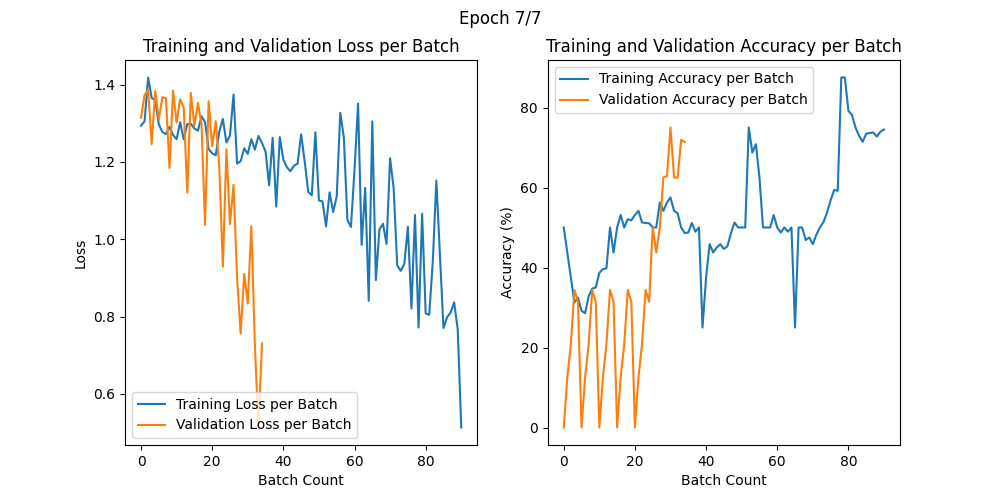 Epoch 7/7
Training and Validation Loss per Batch
1.4
1.2
1.0
0.8
0.6
Loss
Training Loss per Batch
Validation Loss per Batch
0 20 40 60 80
Batch Count
Training and Validation Accuracy per Batch
Training Accuracy per Batch
Validation Accuracy per Batch
80
60
40
20
0
Accuracy (%)
0 20 40 60 80
Batch Count